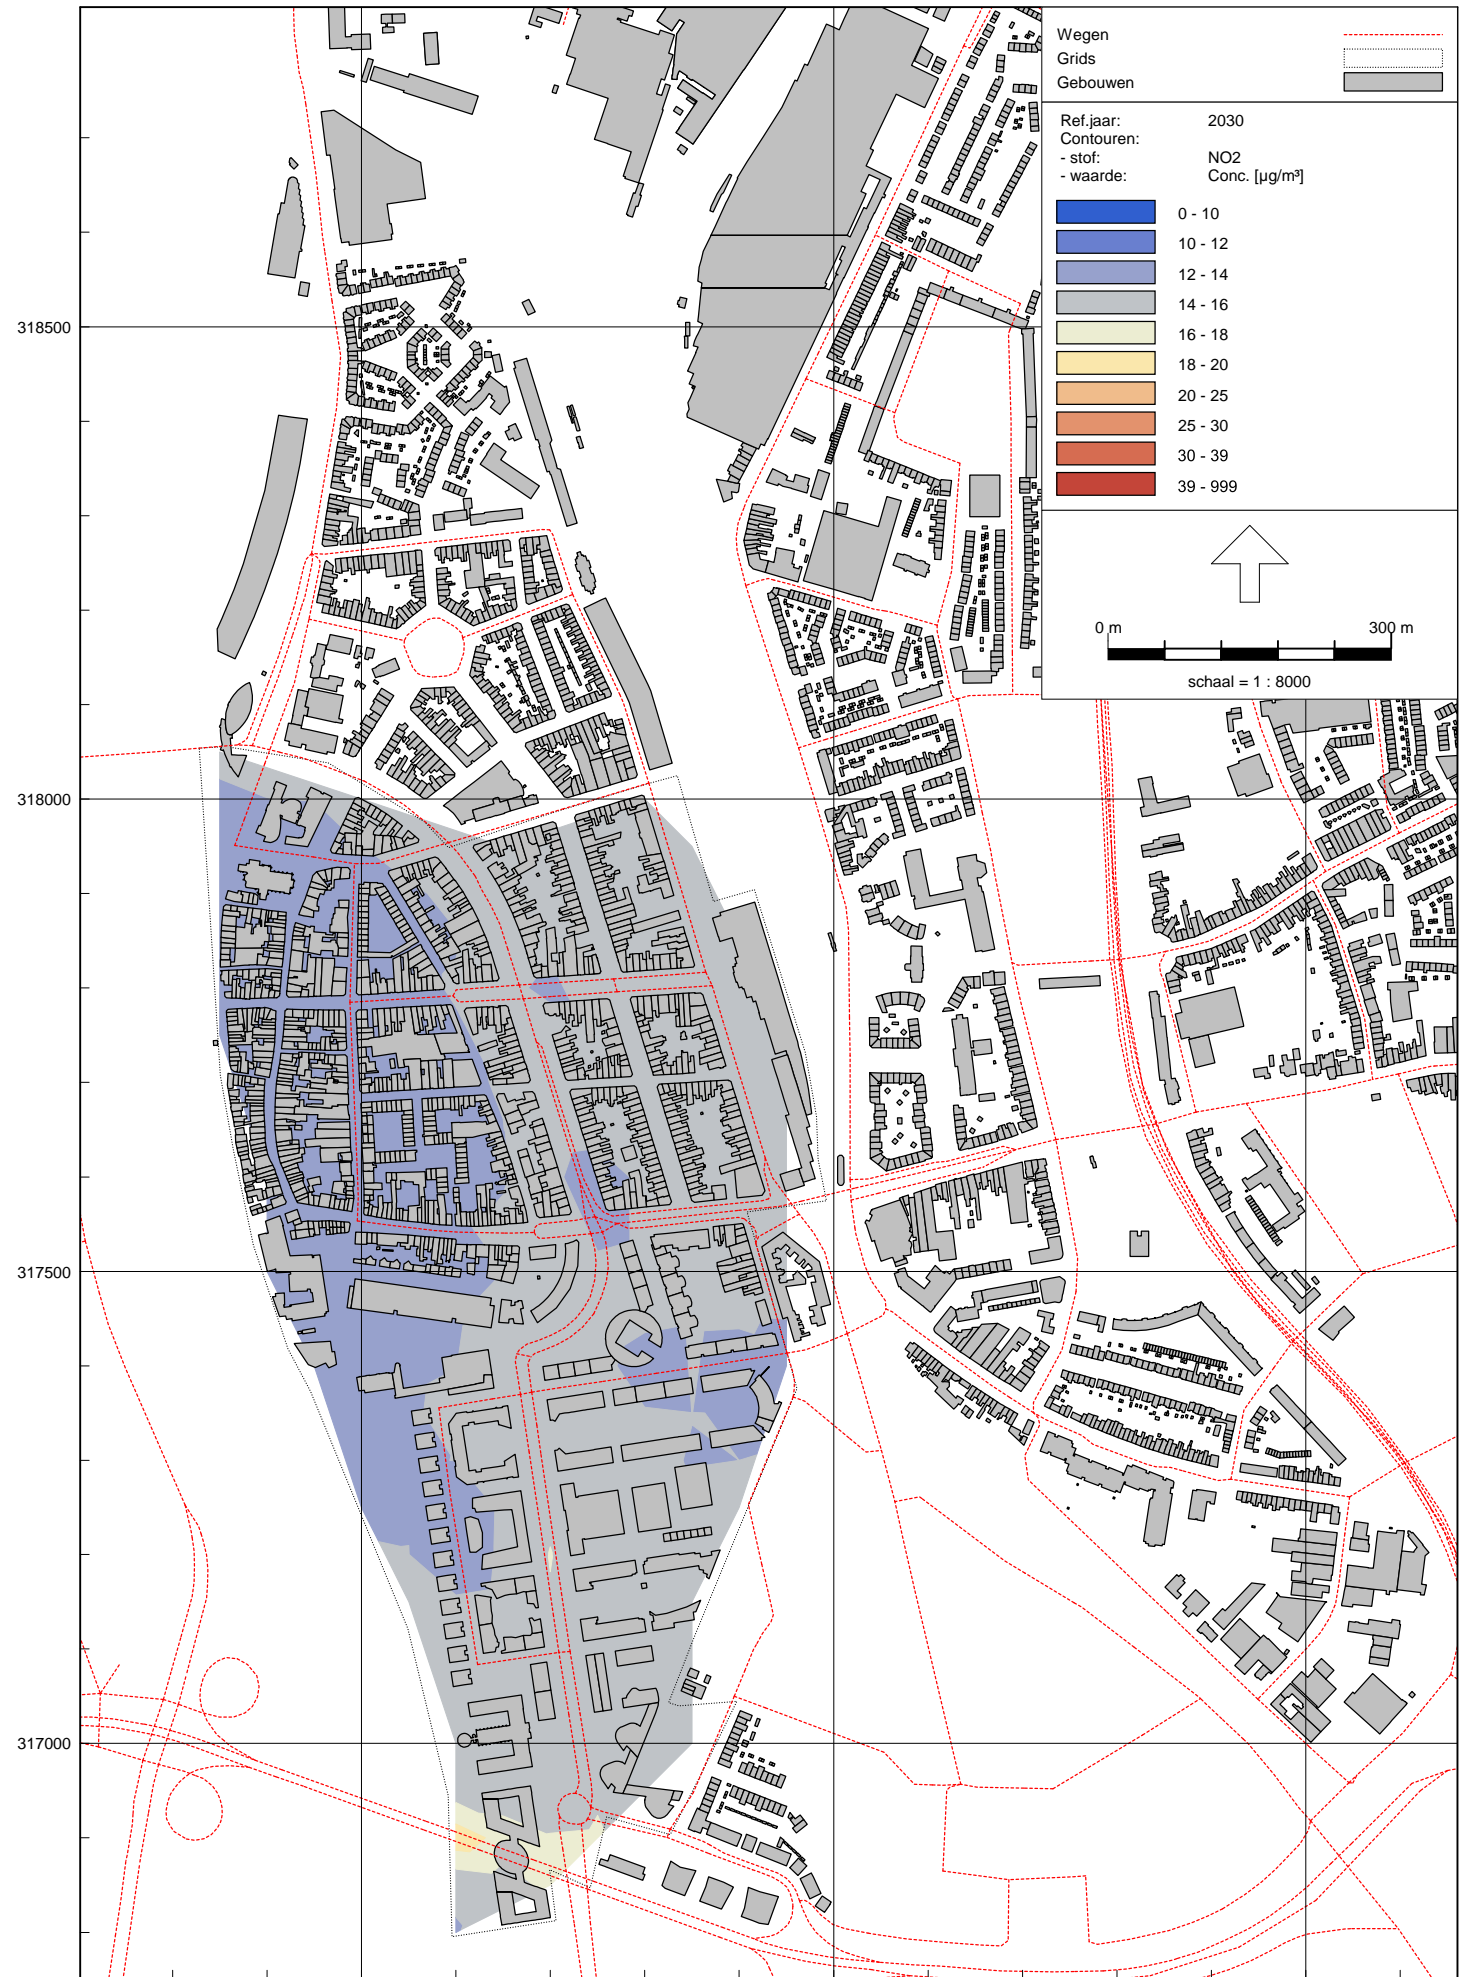 Wegen
Grids
Gebouwen
Ref.jaar: 2030
Contouren:
- stof: NO2
- waarde: Conc. [µg/m³]
0 - 10
10 - 12
12 - 14
14 - 16
16 - 18
18 - 20
20 - 25
25 - 30
30 - 39
39 - 999
0 m 300 m
schaal = 1 : 8000
318500
318000
317500
317000